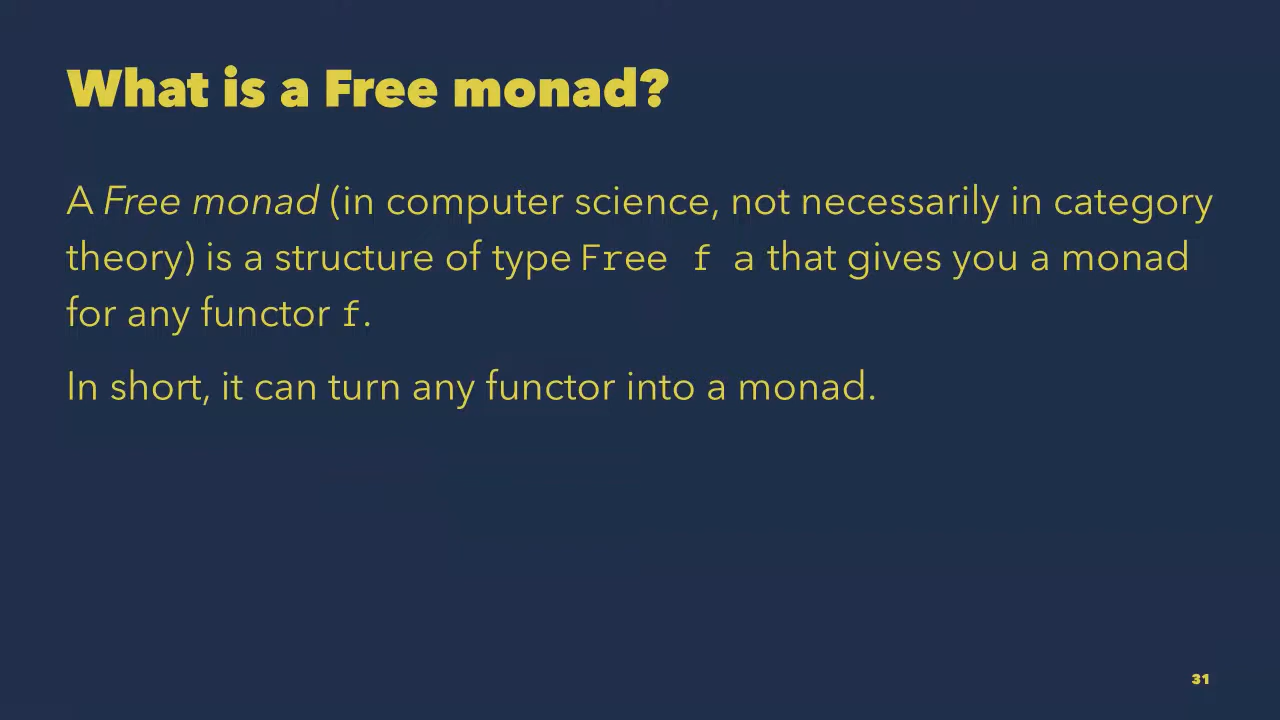 What is a Free monad?
A Free monad (in computer science, not necessarily in category
theory) is a structure of type Free f a that gives you a monad
for any functor f.
In short, it can turn any functor into a monad.
31